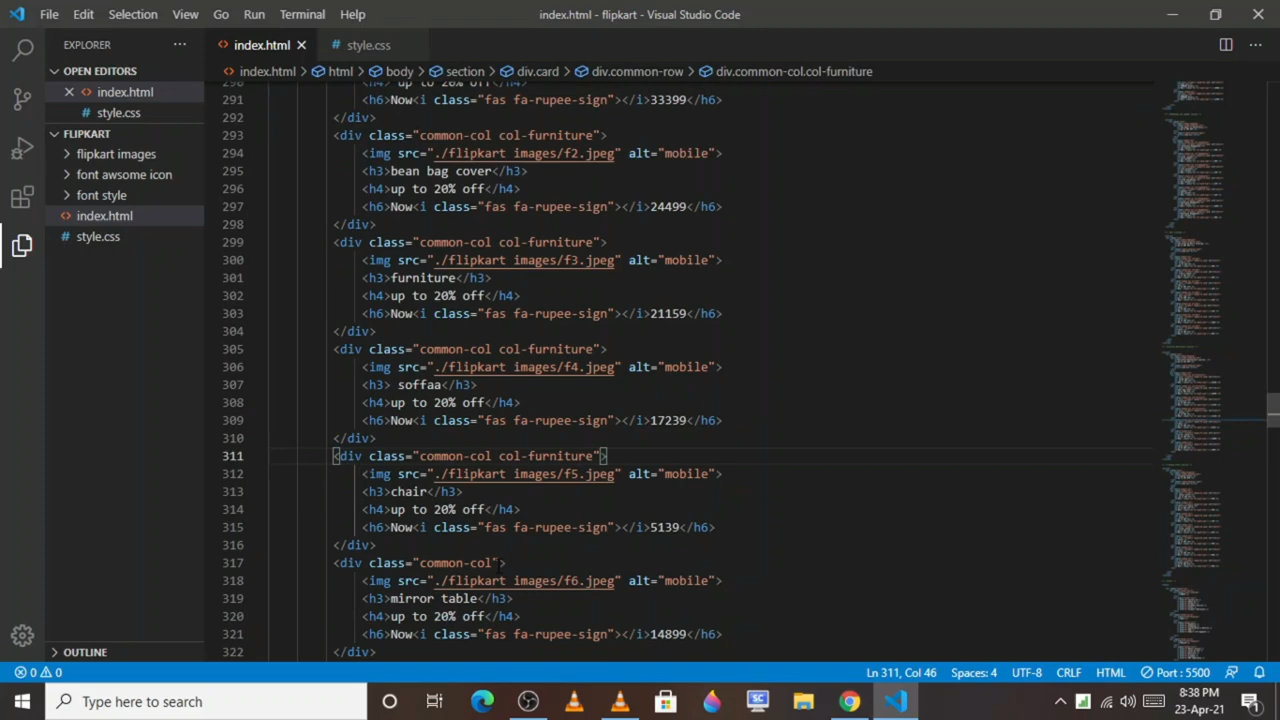 File Edit Selection View Go Run Terminal Help
index.html - flipkart - Visual Studio Code
EXPLORER
OPEN EDITORS
index.html
style.css
FLIPKART
flipkart images
font awsome icon
font style
index.html
style.css
OUTLINE
index.html style.css
index.html > html > body > section > div.card > div.common-row > div.common-col.col-furniture
290 <h4> up to 20% off</h4>
291 <h6>Now<i class="fas fa-rupee-sign"></i>33399</h6>
292 </div>
293 <div class="common-col col-furniture">
294 <img src="./flipkart images/f2.jpeg" alt="mobile">
295 <h3>bean bag cover</h3>
296 <h4>up to 20% off</h4>
297 <h6>Now<i class="fas fa-rupee-sign"></i>24499</h6>
298 </div>
299 <div class="common-col col-furniture">
300 <img src="./flipkart images/f3.jpeg" alt="mobile">
301 <h3>furniture</h3>
302 <h4>up to 20% off</h4>
303 <h6>Now<i class="fas fa-rupee-sign"></i>21159</h6>
304 </div>
305 <div class="common-col col-furniture">
306 <img src="./flipkart images/f4.jpeg" alt="mobile">
307 <h3> soffaa</h3>
308 <h4>up to 20% off</h4>
309 <h6>Now<i class="fas fa-rupee-sign"></i>7239</h6>
310 </div>
311 <div class="common-col col-furniture">
312 <img src="./flipkart images/f5.jpeg" alt="mobile">
313 <h3>chair</h3>
314 <h4>up to 20% off</h4>
315 <h6>Now<i class="fas fa-rupee-sign"></i>5139</h6>
316 </div>
317 <div class="common-col
318 <img src="./flipkart images/f6.jpeg" alt="mobile">
319 <h3>mirror table</h3>
320 <h4>up to 20% off</h4>
321 <h6>Now<i class="fas fa-rupee-sign"></i>14899</h6>
322 </div>
0 0 Ln 311, Col 46 Spaces: 4 UTF-8 CRLF HTML Port : 5500
Type here to search
8:38 PM
23-Apr-21
1